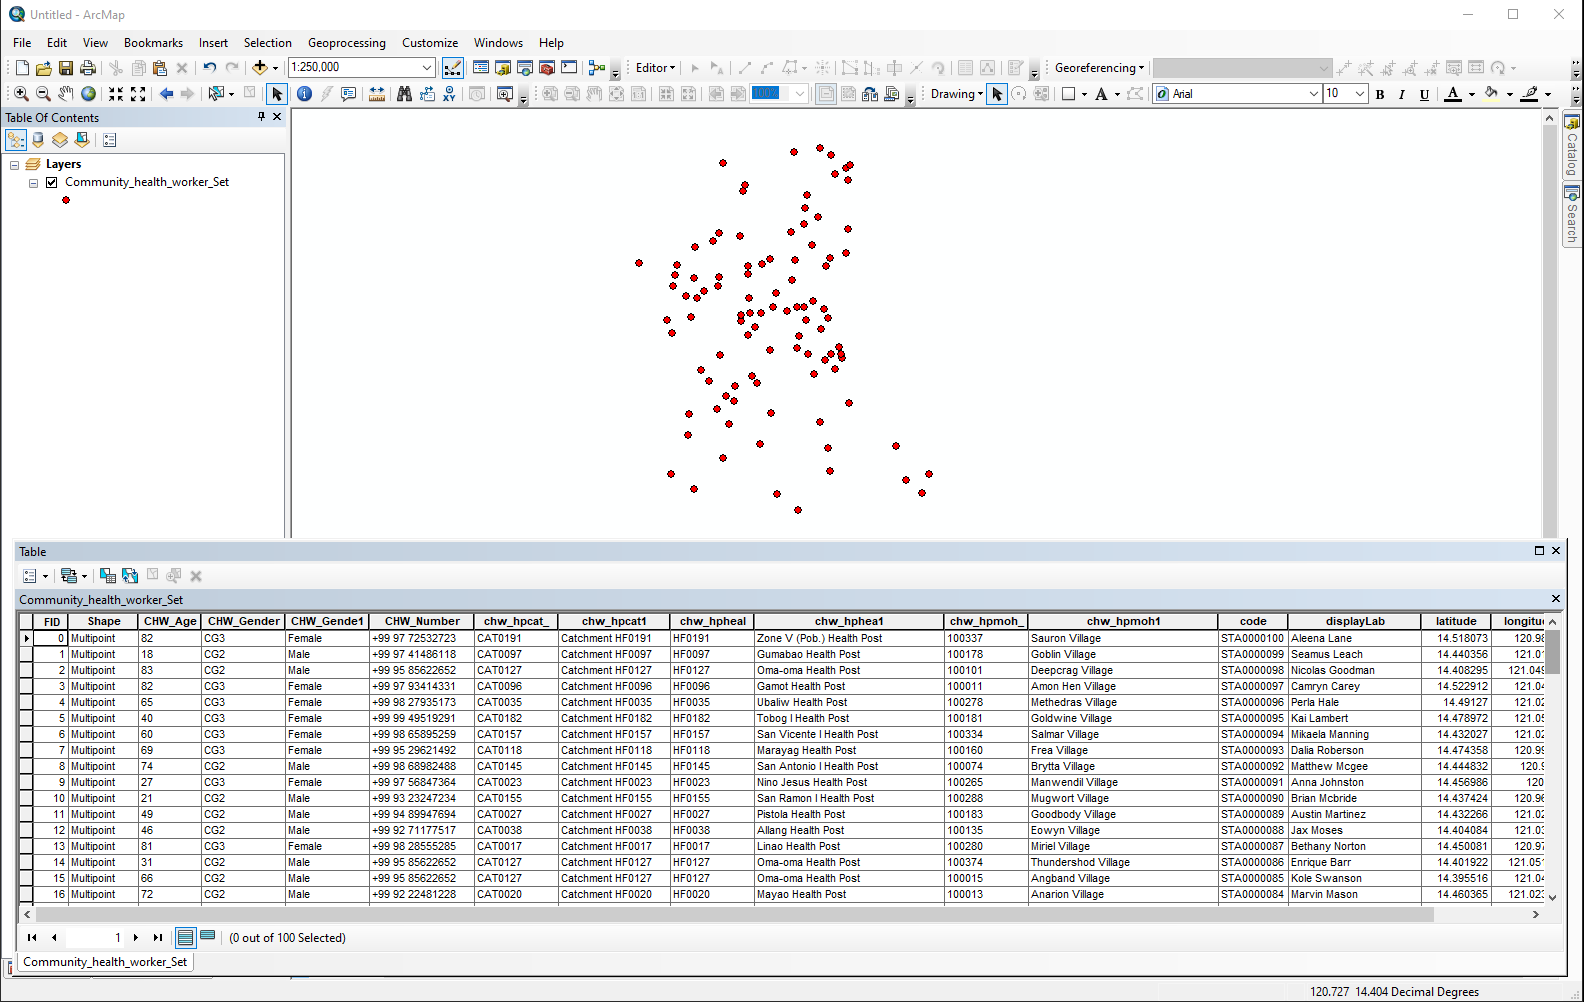 Untitled - ArcMap
File Edit View Bookmarks Insert Selection Geoprocessing Customize Windows Help
1:250,000 Editor Georeferencing
100% Drawing A Arial 10 B I U A
Table Of Contents
Layers
Community_health_worker_Set
Catalog
Search
Table
Community_health_worker_Set
FID Shape CHW_Age CHW_Gender CHW_Gende1 CHW_Number chw_hpcat_ chw_hpcat1 chw_hpheal chw_hphea1 chw_hpmoh_ chw_hpmoh1 code displayLab latitude longitu
0 Multipoint 82 CG3 Female +99 97 72532723 CAT0191 Catchment HF0191 HF0191 Zone V (Pob.) Health Post 100337 Sauron Village STA0000100 Aleena Lane 14.518073 120.98
1 Multipoint 18 CG2 Male +99 97 41486118 CAT0097 Catchment HF0097 HF0097 Gumabao Health Post 100178 Goblin Village STA0000099 Seamus Leach 14.440356 121.01
2 Multipoint 83 CG2 Male +99 95 85622652 CAT0127 Catchment HF0127 HF0127 Oma-oma Health Post 100101 Deepcrag Village STA0000098 Nicolas Goodman 14.408295 121.049
3 Multipoint 82 CG3 Female +99 97 93414331 CAT0096 Catchment HF0096 HF0096 Gamot Health Post 100011 Amon Hen Village STA0000097 Camryn Carey 14.522912 121.04
4 Multipoint 65 CG3 Female +99 98 27935173 CAT0035 Catchment HF0035 HF0035 Ubaliw Health Post 100278 Methedras Village STA0000096 Perla Hale 14.49127 121.02
5 Multipoint 40 CG3 Female +99 99 49519291 CAT0182 Catchment HF0182 HF0182 Tobog I Health Post 100181 Goldwine Village STA0000095 Kai Lambert 14.478972 121.05
6 Multipoint 60 CG3 Female +99 98 65895259 CAT0157 Catchment HF0157 HF0157 San Vicente I Health Post 100334 Salmar Village STA0000094 Mikaela Manning 14.432027 121.02
7 Multipoint 69 CG3 Female +99 95 29621492 CAT0118 Catchment HF0118 HF0118 Marayag Health Post 100160 Frea Village STA0000093 Dalia Roberson 14.474358 120.99
8 Multipoint 74 CG2 Male +99 98 68982488 CAT0145 Catchment HF0145 HF0145 San Antonio I Health Post 100074 Brytta Village STA0000092 Matthew Mcgee 14.444832 120.9
9 Multipoint 27 CG3 Female +99 97 56847364 CAT0023 Catchment HF0023 HF0023 Nino Jesus Health Post 100265 Manwendil Village STA0000091 Anna Johnston 14.456986 120
10 Multipoint 21 CG2 Male +99 93 23247234 CAT0155 Catchment HF0155 HF0155 San Ramon I Health Post 100288 Mugwort Village STA0000090 Brian Mcbride 14.437424 120.96
11 Multipoint 49 CG2 Male +99 94 89947694 CAT0027 Catchment HF0027 HF0027 Pistola Health Post 100183 Goodbody Village STA0000089 Austin Martinez 14.432266 121.02
12 Multipoint 46 CG2 Male +99 92 71177517 CAT0038 Catchment HF0038 HF0038 Allang Health Post 100135 Eowyn Village STA0000088 Jax Moses 14.404084 121.03
13 Multipoint 81 CG3 Female +99 98 28555285 CAT0017 Catchment HF0017 HF0017 Linao Health Post 100280 Miriel Village STA0000087 Bethany Norton 14.450081 120.97
14 Multipoint 31 CG2 Male +99 95 85622652 CAT0127 Catchment HF0127 HF0127 Oma-oma Health Post 100374 Thundershod Village STA0000086 Enrique Barr 14.401922 121.051
15 Multipoint 66 CG2 Male +99 95 85622652 CAT0127 Catchment HF0127 HF0127 Oma-oma Health Post 100015 Angband Village STA0000085 Kole Swanson 14.395516 121.04
16 Multipoint 72 CG2 Male +99 92 22481228 CAT0020 Catchment HF0020 HF0020 Mayao Health Post 100013 Anarion Village STA0000084 Marvin Mason 14.460365 121.023
1 (0 out of 100 Selected)
Community_health_worker_Set
120.727 14.404 Decimal Degrees